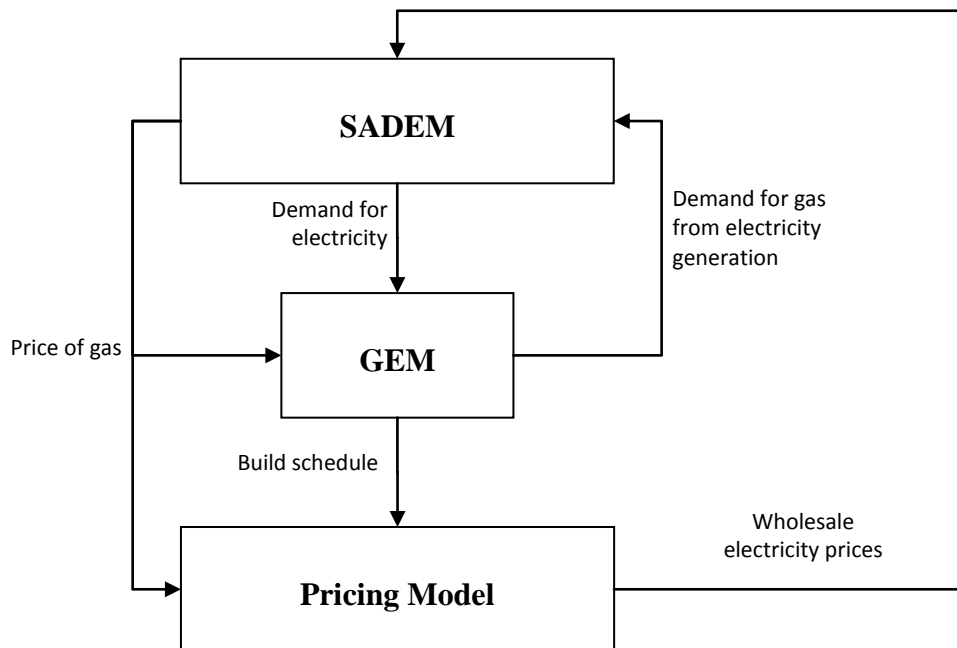 SADEM
Demand for
electricity
Demand for gas
from electricity
generation
Price of gas
GEM
Build schedule
Wholesale
electricity prices
Pricing Model